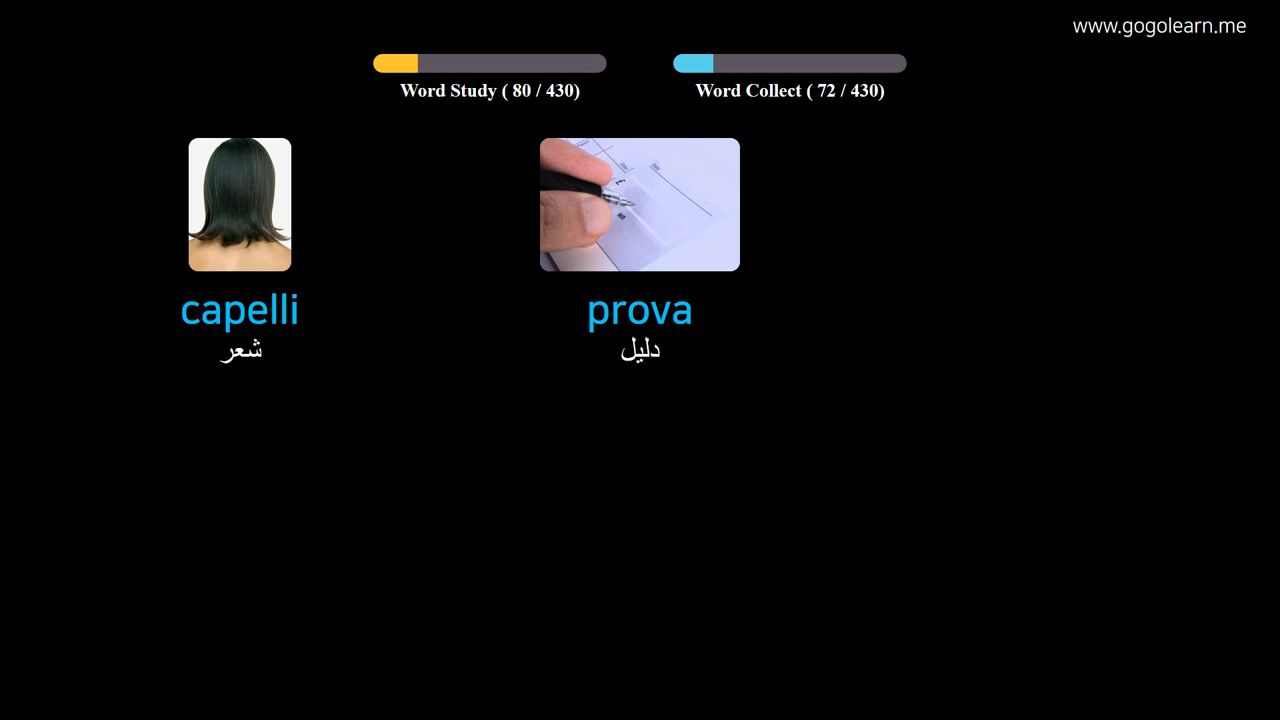 www.gogolearn.me
Word Study ( 80 / 430)
Word Collect ( 72 / 430)
capelli
شعر
prova
دليل